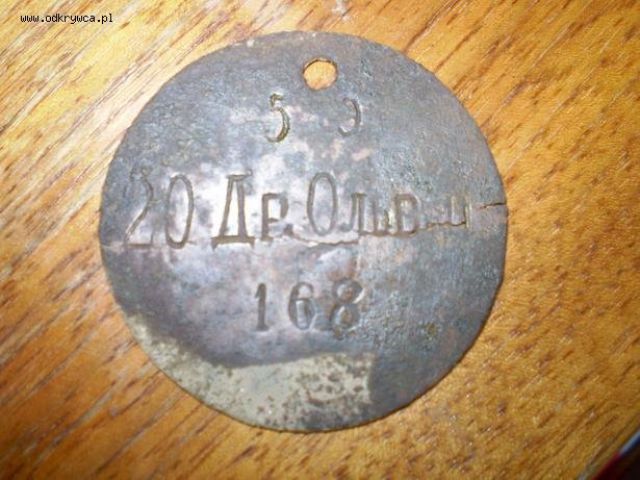 www.odkrywca.pl
5 Э
20 Др. Ольв п
168